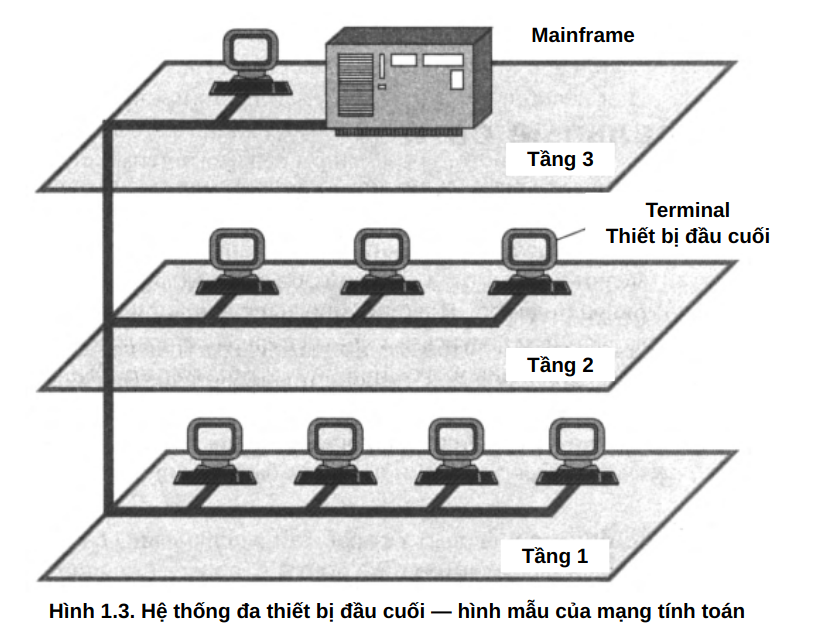 Mainframe
Tầng 3
Terminal
Thiết bị đầu cuối
Tầng 2
Tầng 1
Hình 1.3. Hệ thống đa thiết bị đầu cuối — hình mẫu của mạng tính toán